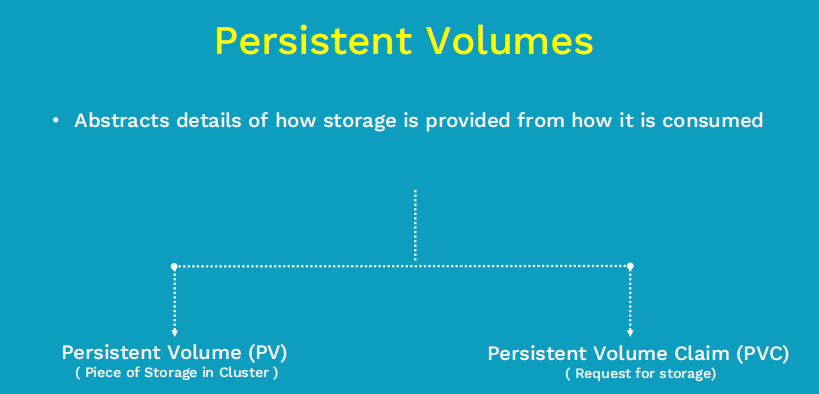 Persistent Volumes
• Abstracts details of how storage is provided from how it is consumed
Persistent Volume (PV)
( Piece of Storage in Cluster )
Persistent Volume Claim (PVC)
( Request for storage)